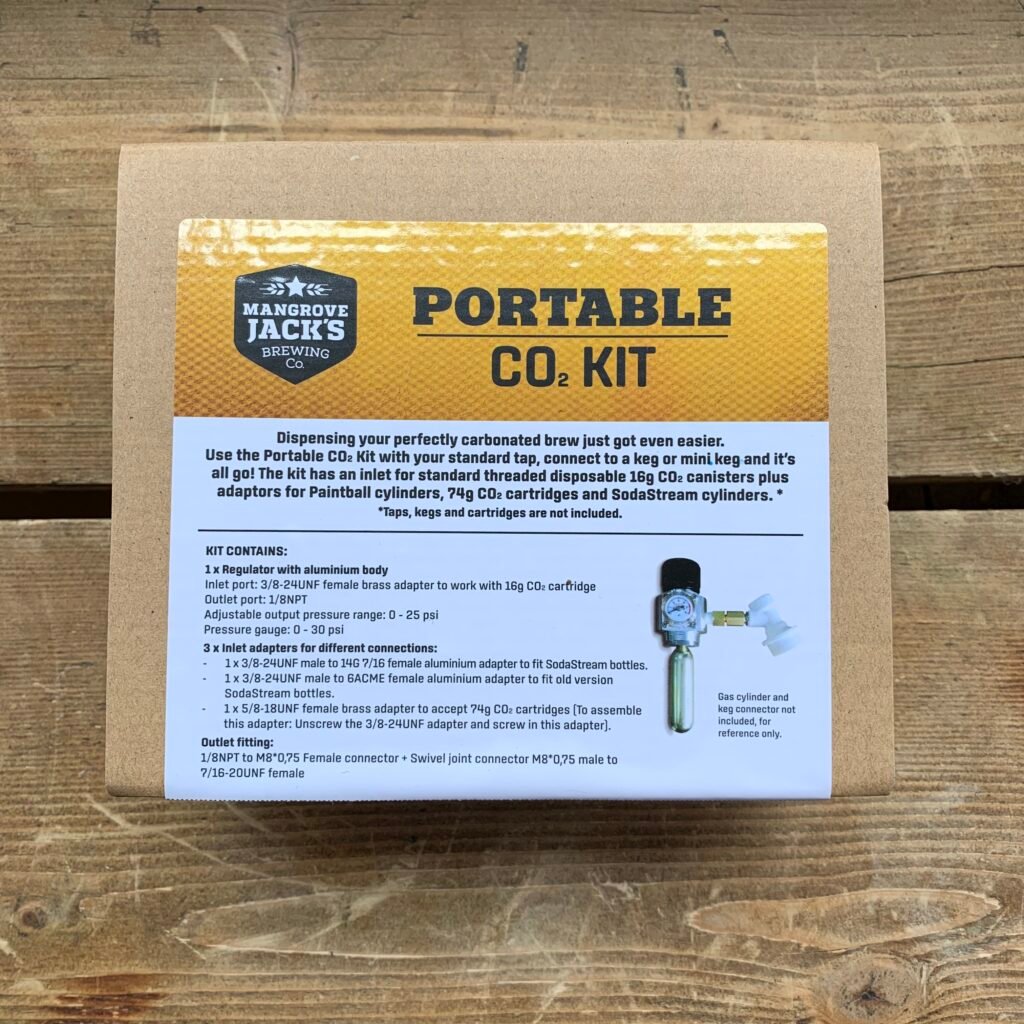 MANGROVE
JACK'S
BREWING
Co.
PORTABLE
CO₂ KIT
Dispensing your perfectly carbonated brew just got even easier.
Use the Portable CO₂ Kit with your standard tap, connect to a keg or mini keg and it's
all go! The kit has an inlet for standard threaded disposable 16g CO₂ canisters plus
adaptors for Paintball cylinders, 74g CO₂ cartridges and SodaStream cylinders. *
*Taps, kegs and cartridges are not included.
KIT CONTAINS:
1 x Regulator with aluminium body
Inlet port: 3/8-24UNF female brass adapter to work with 16g CO₂ cartridge
Outlet port: 1/8NPT
Adjustable output pressure range: 0 - 25 psi
Pressure gauge: 0 - 30 psi
3 x Inlet adapters for different connections:
- 1 x 3/8-24UNF male to 14G 7/16 female aluminium adapter to fit SodaStream bottles.
- 1 x 3/8-24UNF male to 6ACME female aluminium adapter to fit old version
SodaStream bottles.
- 1 x 5/8-18UNF female brass adapter to accept 74g CO₂ cartridges (To assemble
this adapter: Unscrew the 3/8-24UNF adapter and screw in this adapter).
Outlet fitting:
1/8NPT to M8*0,75 Female connector + Swivel joint connector M8*0,75 male to
7/16-20UNF female
Gas cylinder and
keg connector not
included, for
reference only.